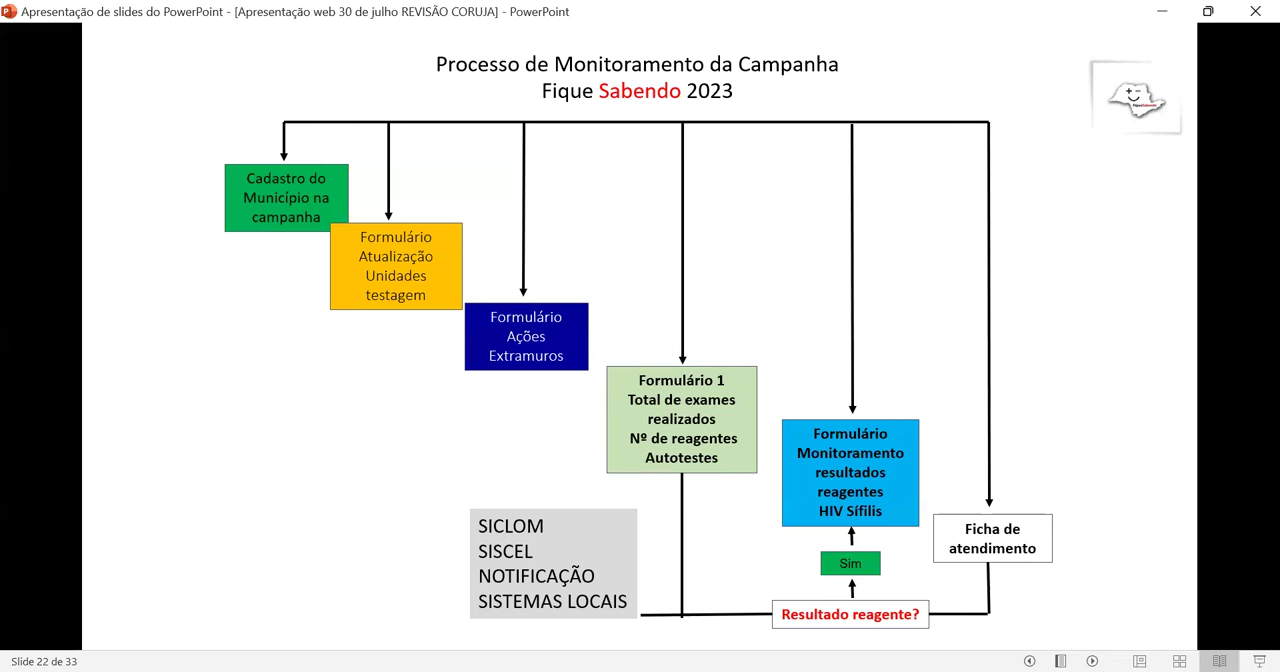 Apresentação de slides do PowerPoint - [Apresentação web 30 de julho REVISÃO CORUJA] - PowerPoint
Processo de Monitoramento da Campanha
Fique Sabendo 2023
FiqueSabendo
Cadastro do
Município na
campanha
Formulário
Atualização
Unidades
testagem
Formulário
Ações
Extramuros
Formulário 1
Total de exames
realizados
Nº de reagentes
Autotestes
Formulário
Monitoramento
resultados
reagentes
HIV Sífilis
Ficha de
atendimento
SICLOM
SISCEL
NOTIFICAÇÃO
SISTEMAS LOCAIS
Sim
Resultado reagente?
Slide 22 de 33